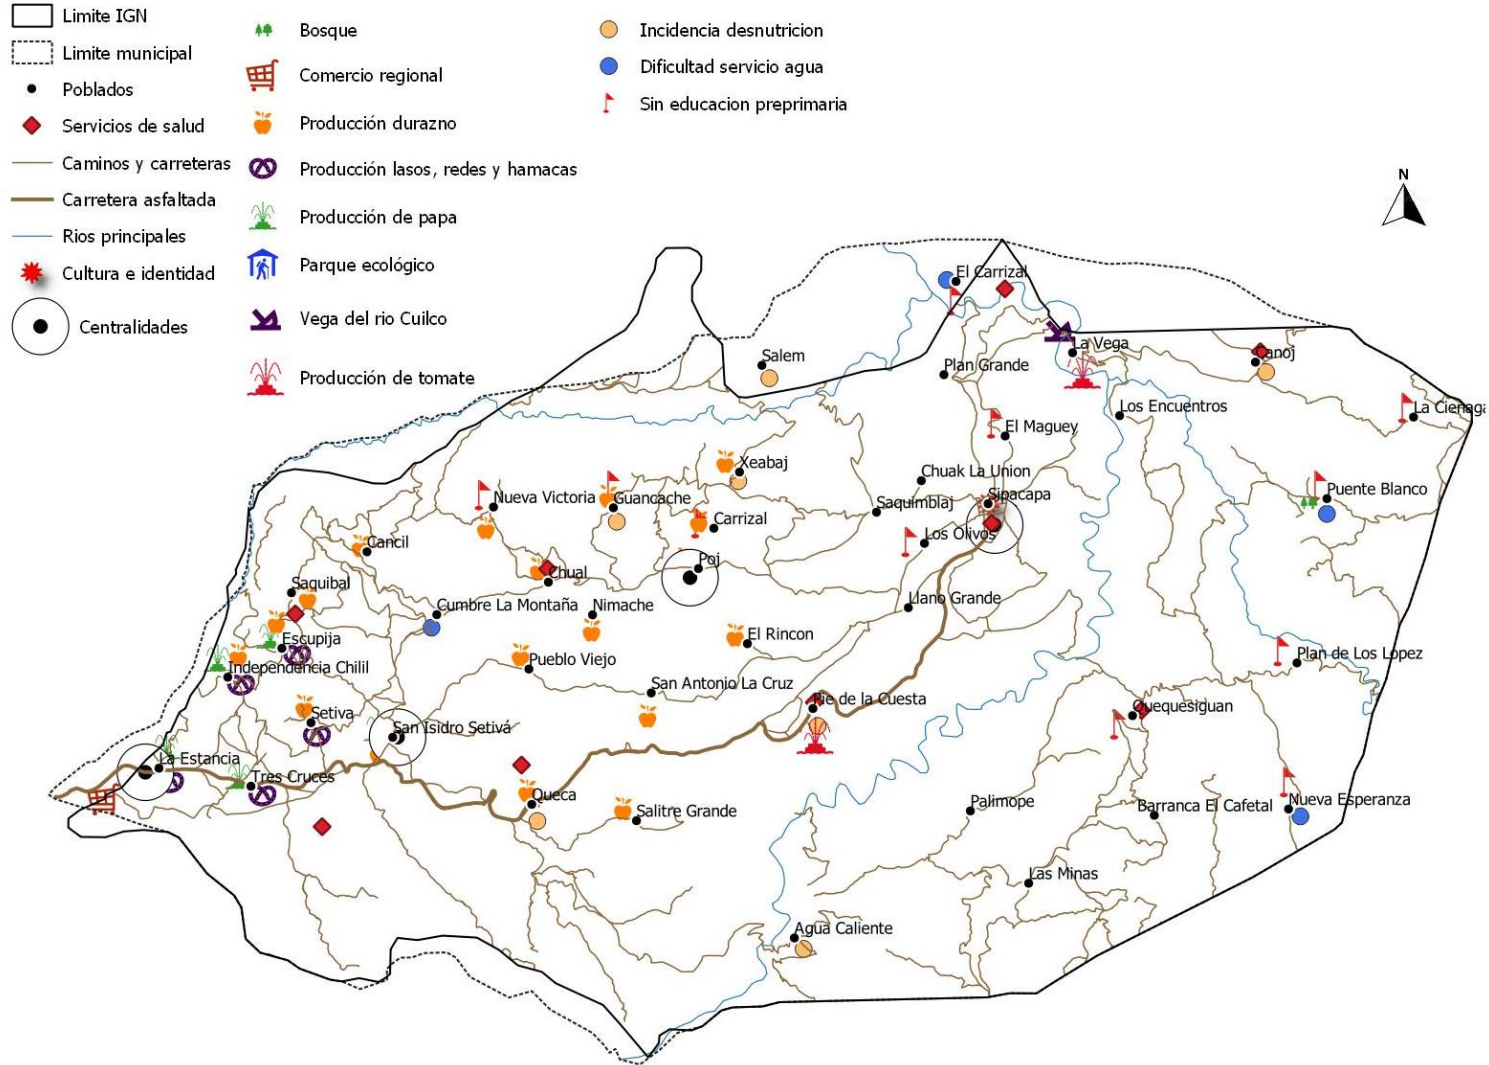 Limite IGN
Limite municipal
Poblados
Servicios de salud
Caminos y carreteras
Carretera asfaltada
Rios principales
Cultura e identidad
Centralidades
Bosque
Comercio regional
Producción durazno
Producción lasos, redes y hamacas
Producción de papa
Parque ecológico
Vega del rio Cuilco
Producción de tomate
Incidencia desnutricion
Dificultad servicio agua
Sin educacion preprimaria
N
El Carrizal
La Vega
Salem
Plan Grande
Canoj
Los Encuentros
La Cienaga
El Maguey
Xeabaj
Chuak La Union
Nueva Victoria
Guancache
Saquimblaj
Sipacapa
Puente Blanco
Carrizal
Los Olivos
Cancil
Poj
Chual
Saquibal
Cumbre La Montaña
Nimache
Llano Grande
Escupija
El Rincon
Independencia Chilil
Pueblo Viejo
Plan de Los Lopez
San Antonio La Cruz
Pie de la Cuesta
Quequesiguan
Setiva
San Isidro Setivá
La Estancia
Tres Cruces
Queca
Salitre Grande
Palimope
Barranca El Cafetal
Nueva Esperanza
Las Minas
Agua Caliente